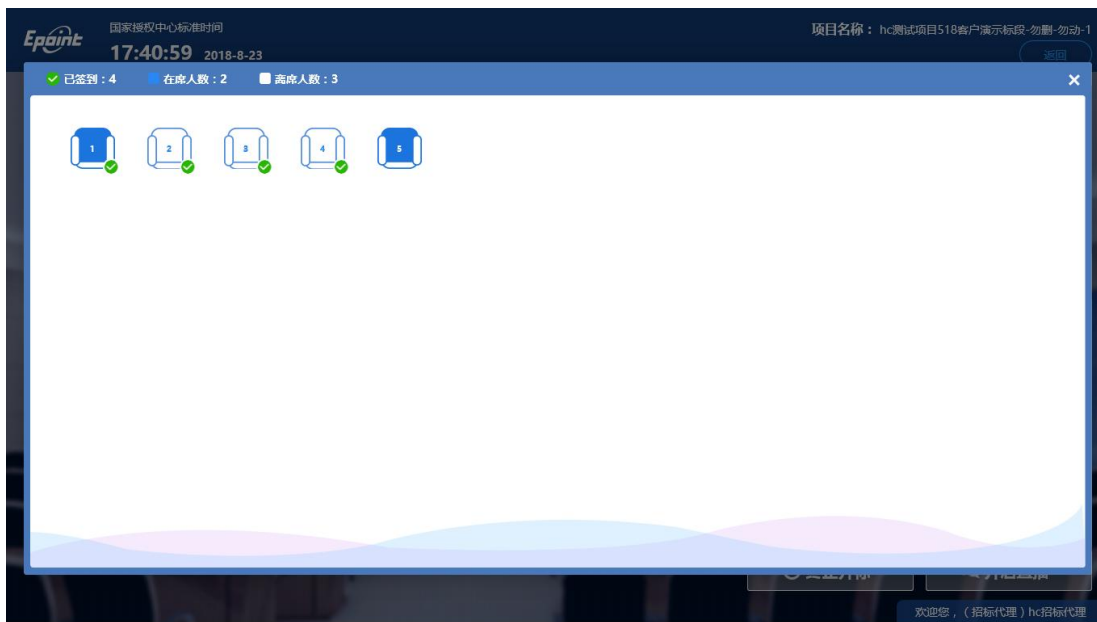 Epoint
国家授权中心标准时间
17:40:59 2018-8-23
项目名称：hc测试项目518客户演示标段-勿删-勿动-1
返回
已签到：4 在席人数：2 离席人数：3
1 2 3 4 5
欢迎您，（招标代理）hc招标代理